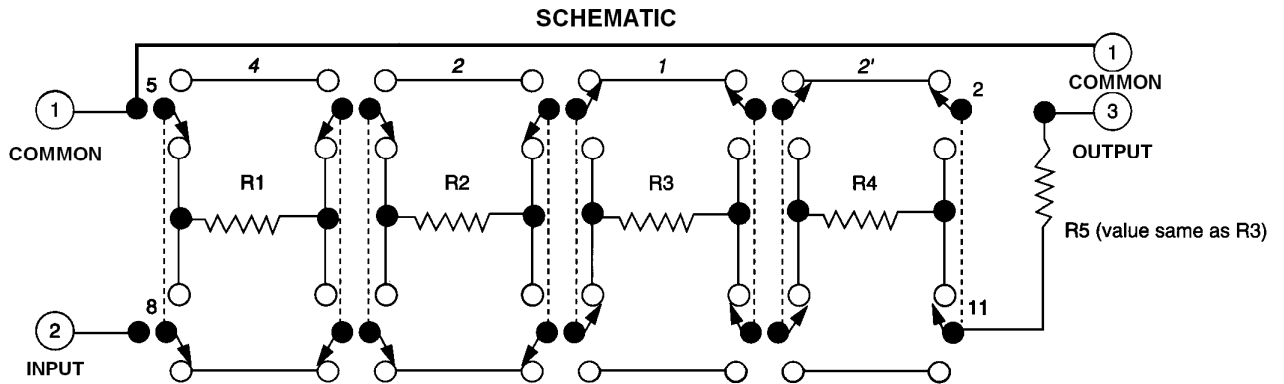 SCHEMATIC
1
COMMON
1
COMMON
5
4
2
1
2'
2
3
OUTPUT
R1
R2
R3
R4
R5 (value same as R3)
8
11
2
INPUT